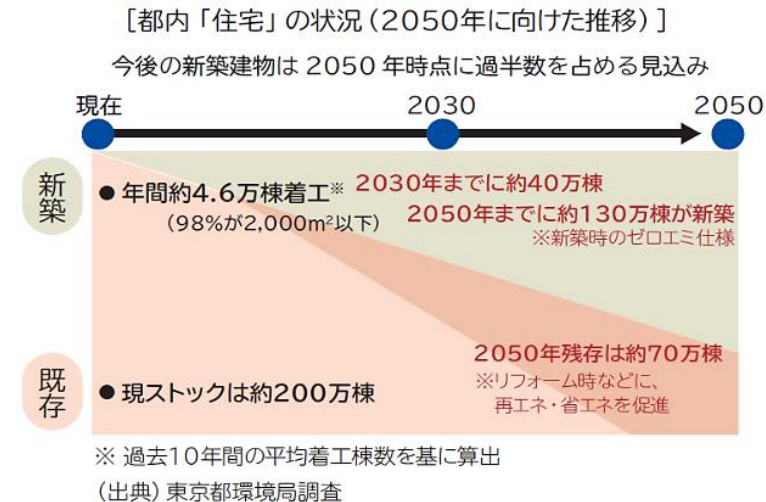 ［都内「住宅」の状況（2050年に向けた推移）］
今後の新築建物は 2050 年時点に過半数を占める見込み
現在
2030
2050
新築
● 年間約4.6万棟着工※
（98%が2,000m²以下）
2030年までに約40万棟
2050年までに約130万棟が新築
※新築時のゼロエミ仕様
既存
● 現ストックは約200万棟
2050年残存は約70万棟
※リフォーム時などに、
再エネ・省エネを促進
※ 過去10年間の平均着工棟数を基に算出
（出典）東京都環境局調査